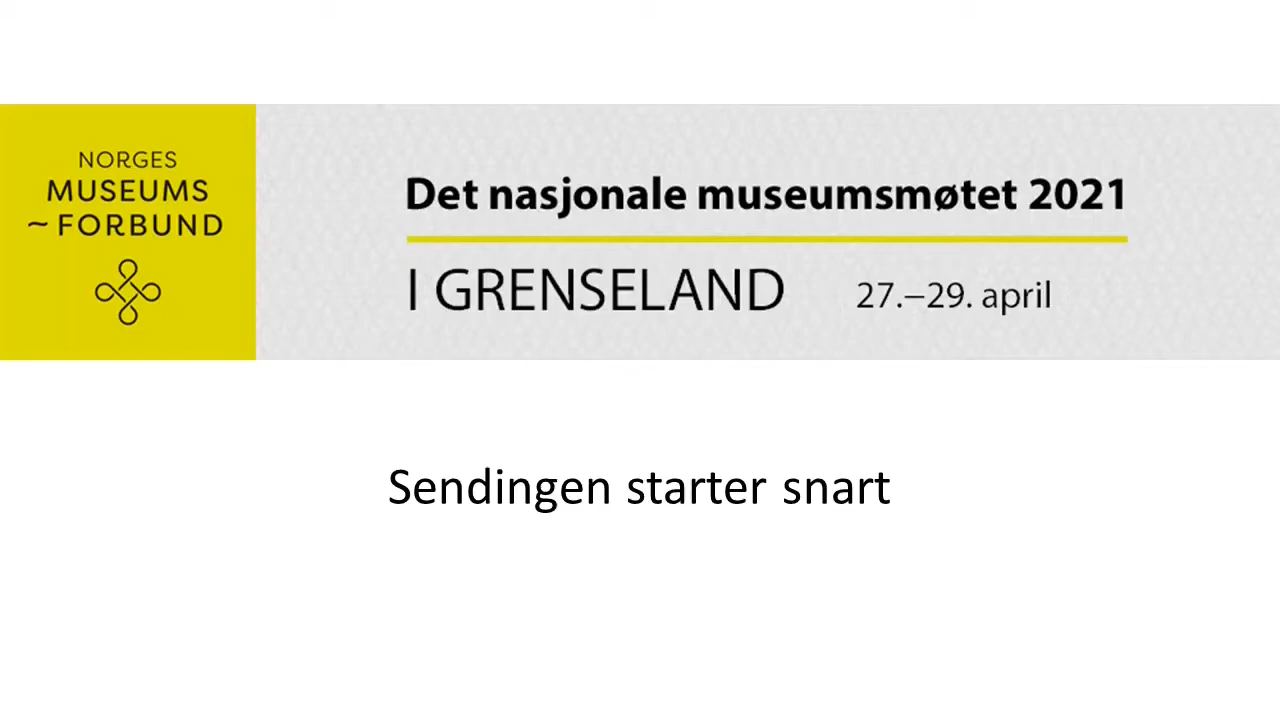 NORGES
MUSEUMS
~FORBUND
Det nasjonale museumsmøtet 2021
I GRENSELAND 27.–29. april
Sendingen starter snart